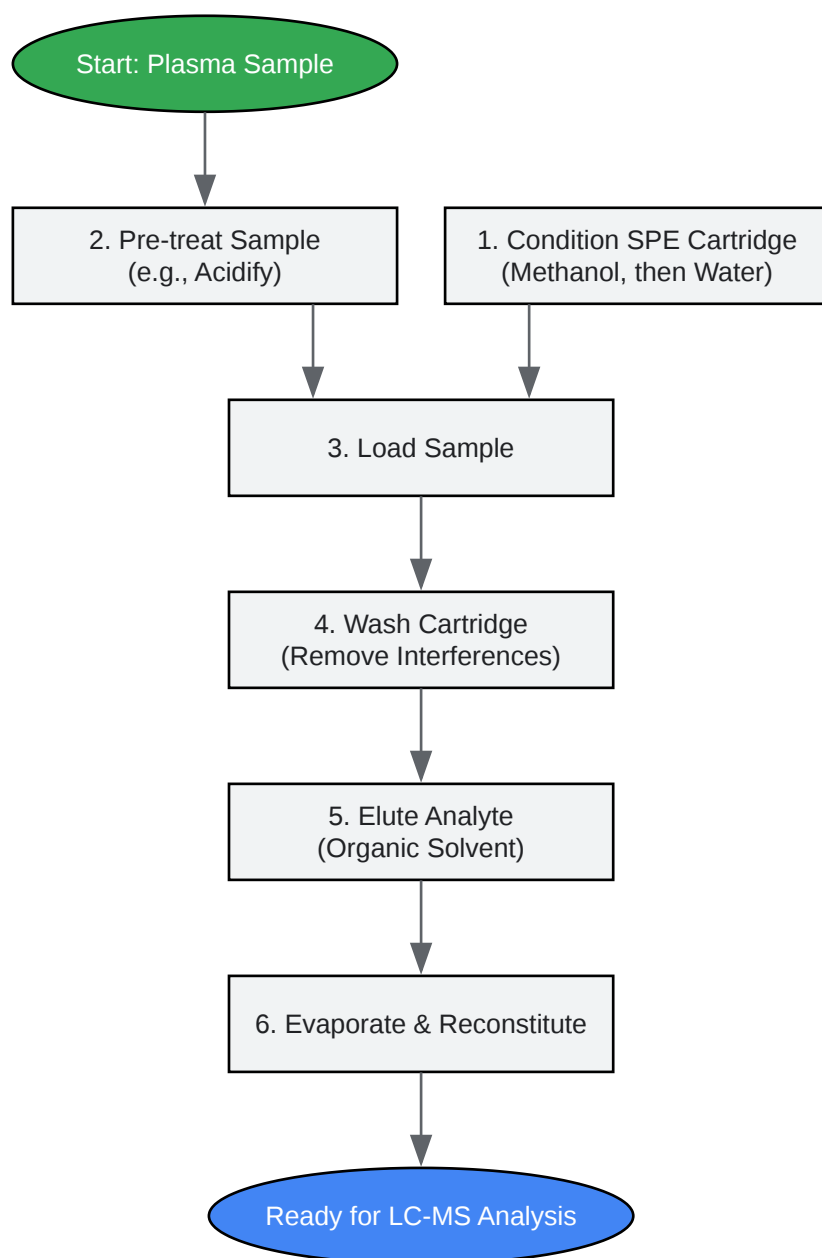 Start: Plasma Sample
2. Pre-treat Sample
(e.g., Acidify)
1. Condition SPE Cartridge
(Methanol, then Water)
3. Load Sample
4. Wash Cartridge
(Remove Interferences)
5. Elute Analyte
(Organic Solvent)
6. Evaporate & Reconstitute
Ready for LC-MS Analysis